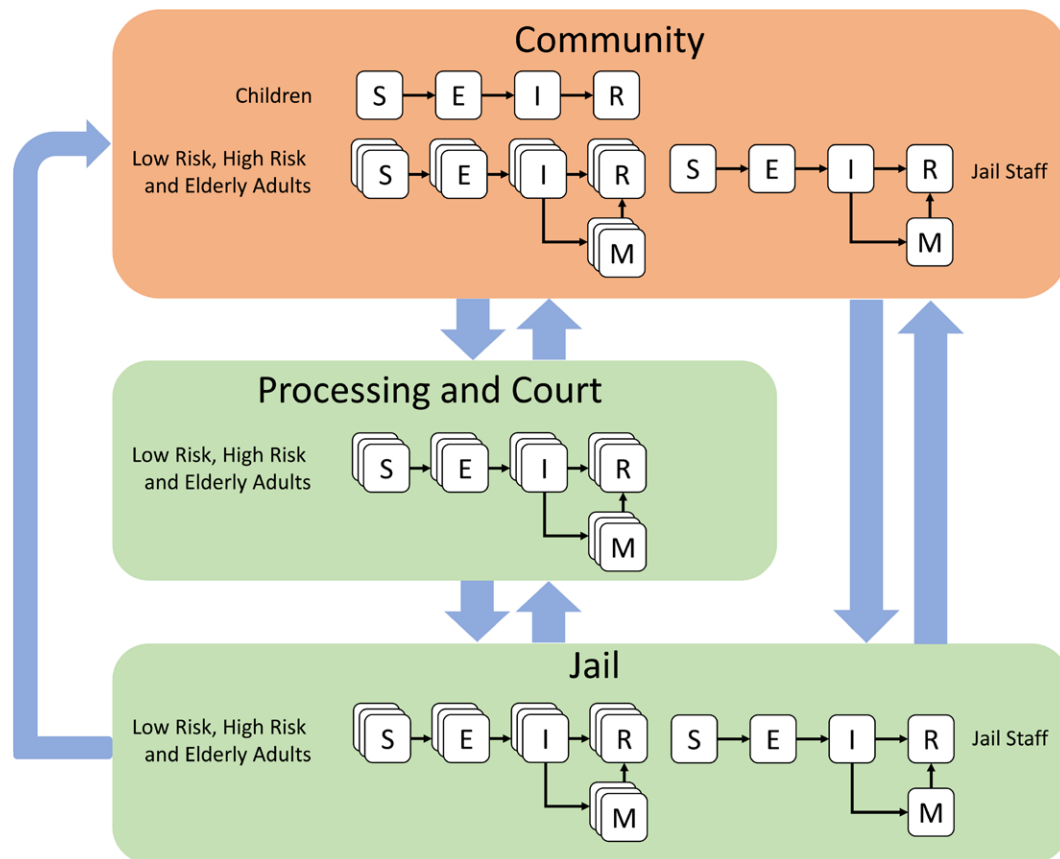 Community
Children
S E I R
Low Risk, High Risk
and Elderly Adults
S E I R
M
S E I R
M
Jail Staff
Processing and Court
Low Risk, High Risk
and Elderly Adults
S E I R
M
Jail
Low Risk, High Risk
and Elderly Adults
S E I R
M
S E I R
M
Jail Staff